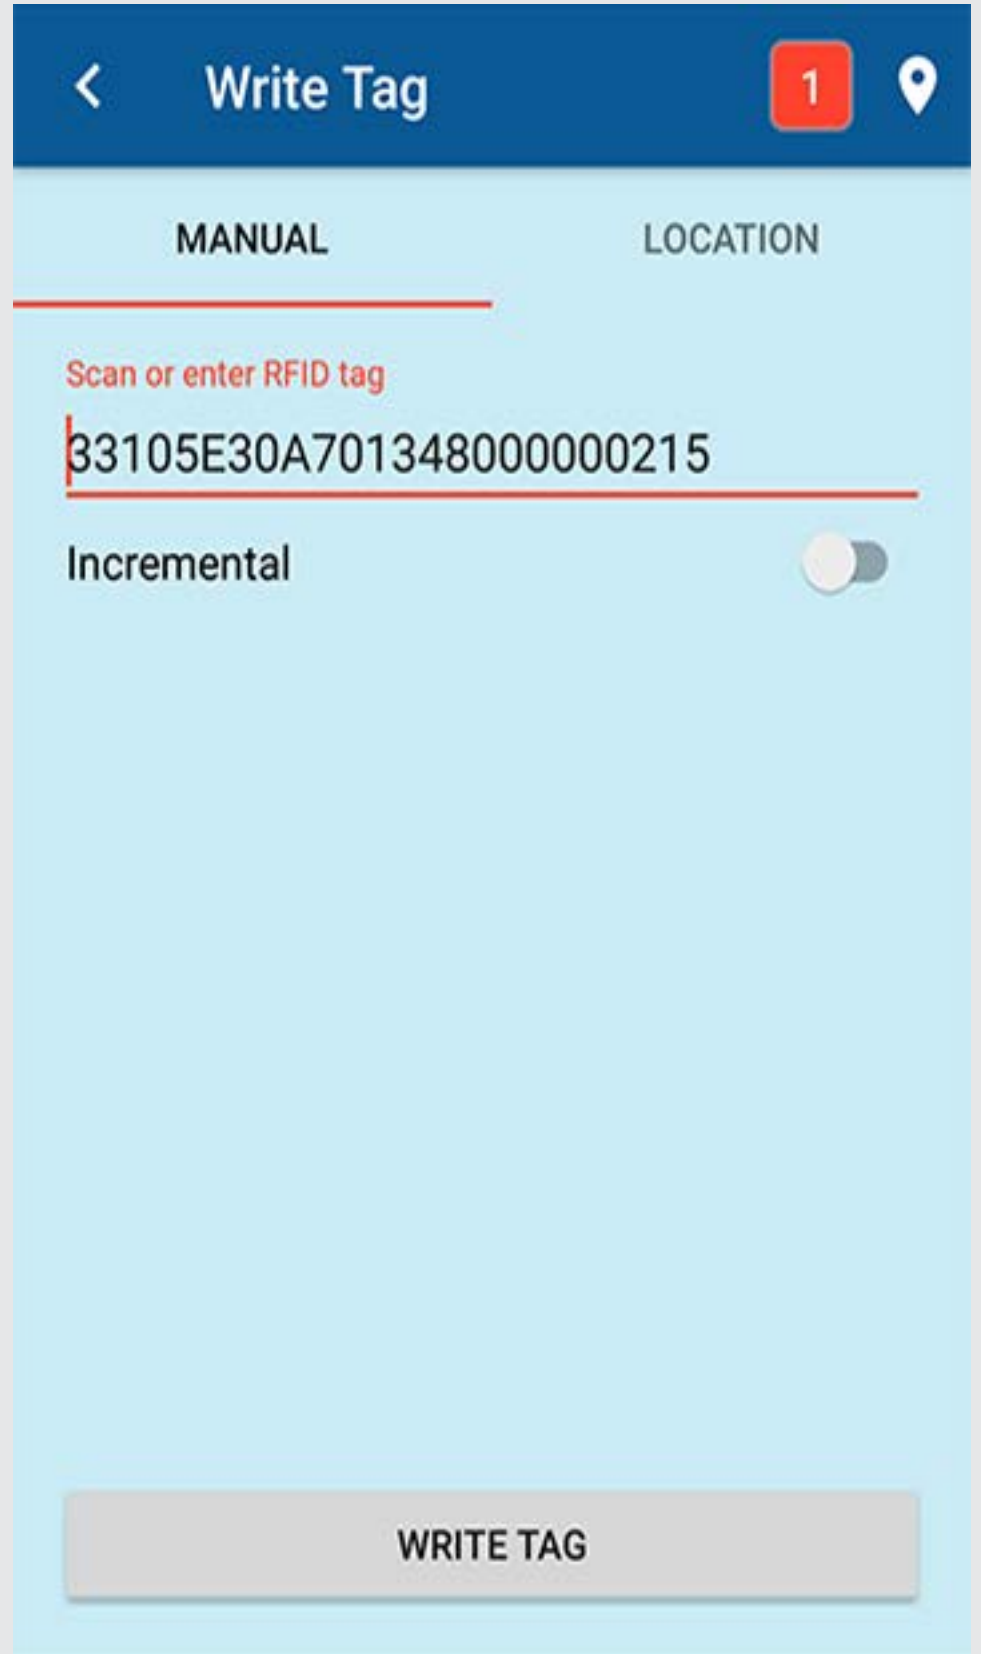 Write Tag
1
MANUAL
LOCATION
Scan or enter RFID tag
33105E30A701348000000215
Incremental
WRITE TAG